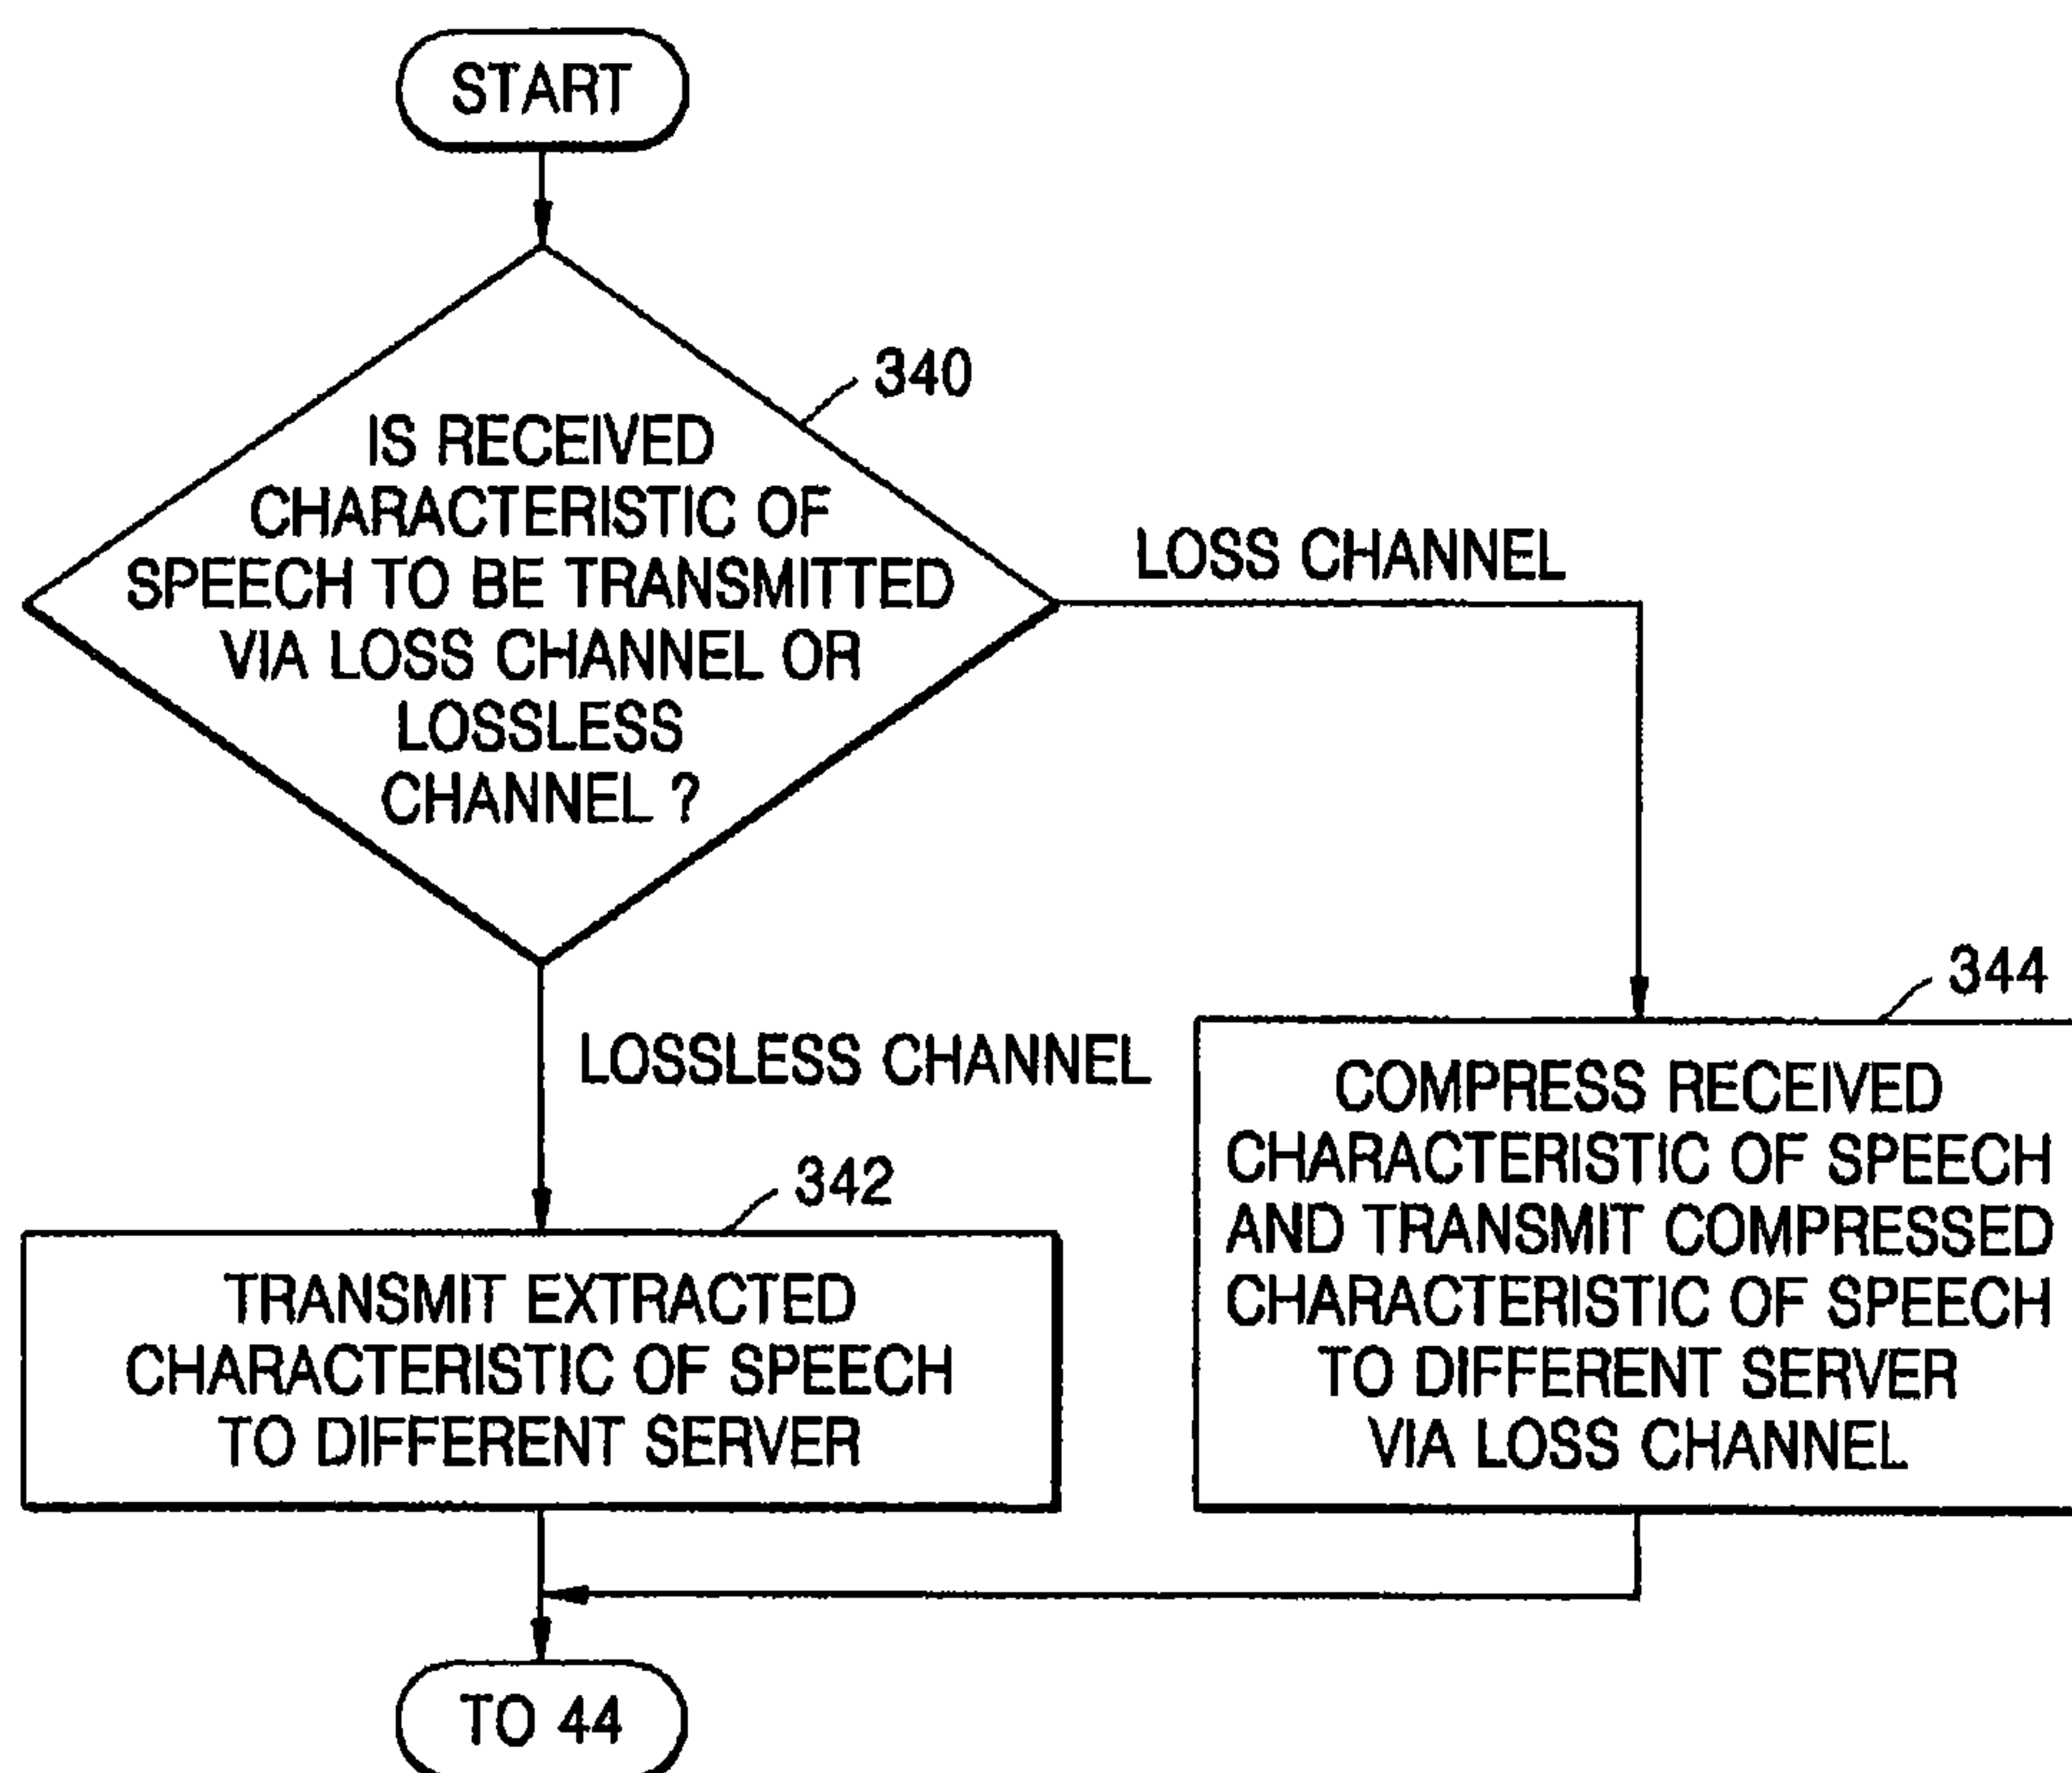 START
340
IS RECEIVED
CHARACTERISTIC OF
SPEECH TO BE TRANSMITTED
VIA LOSS CHANNEL OR
LOSSLESS
CHANNEL ?
LOSS CHANNEL
LOSSLESS CHANNEL
344
COMPRESS RECEIVED
CHARACTERISTIC OF SPEECH
AND TRANSMIT COMPRESSED
CHARACTERISTIC OF SPEECH
TO DIFFERENT SERVER
VIA LOSS CHANNEL
342
TRANSMIT EXTRACTED
CHARACTERISTIC OF SPEECH
TO DIFFERENT SERVER
TO 44